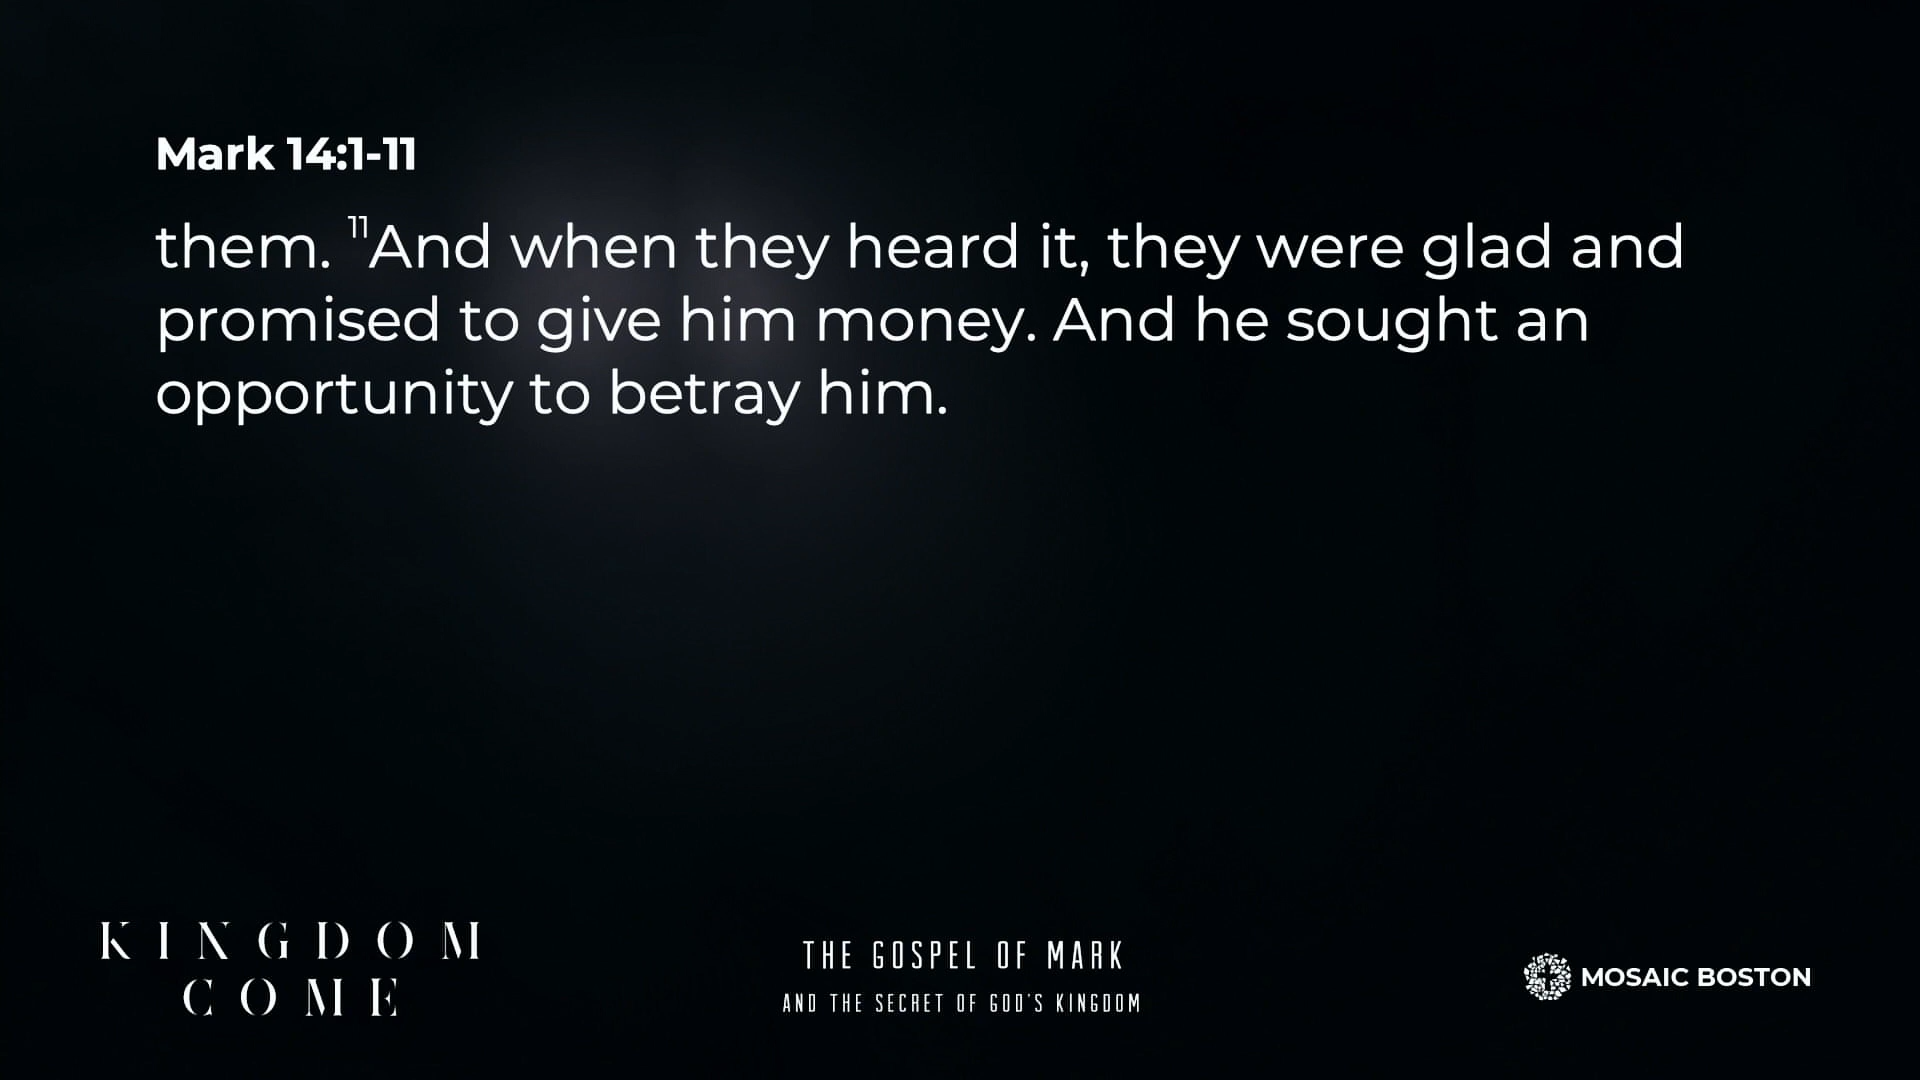 Mark 14:1-11
them. 11And when they heard it, they were glad and
promised to give him money. And he sought an
opportunity to betray him.
KINGDOM
COME
THE GOSPEL OF MARK
AND THE SECRET OF GOD'S KINGDOM
MOSAIC BOSTON